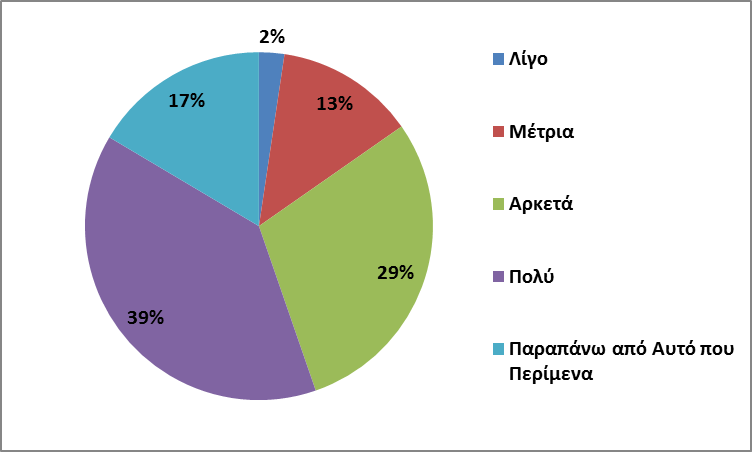 2%
13%
29%
39%
17%
Λίγο
Μέτρια
Αρκετά
Πολύ
Παραπάνω από Αυτό που
Περίμενα